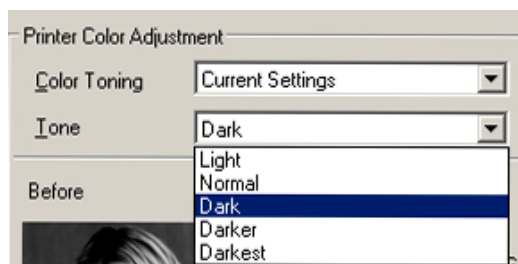 Printer Color Adjustment
Color Toning Current Settings
Tone Dark
Light
Normal
Before
Dark
Darker
Darkest